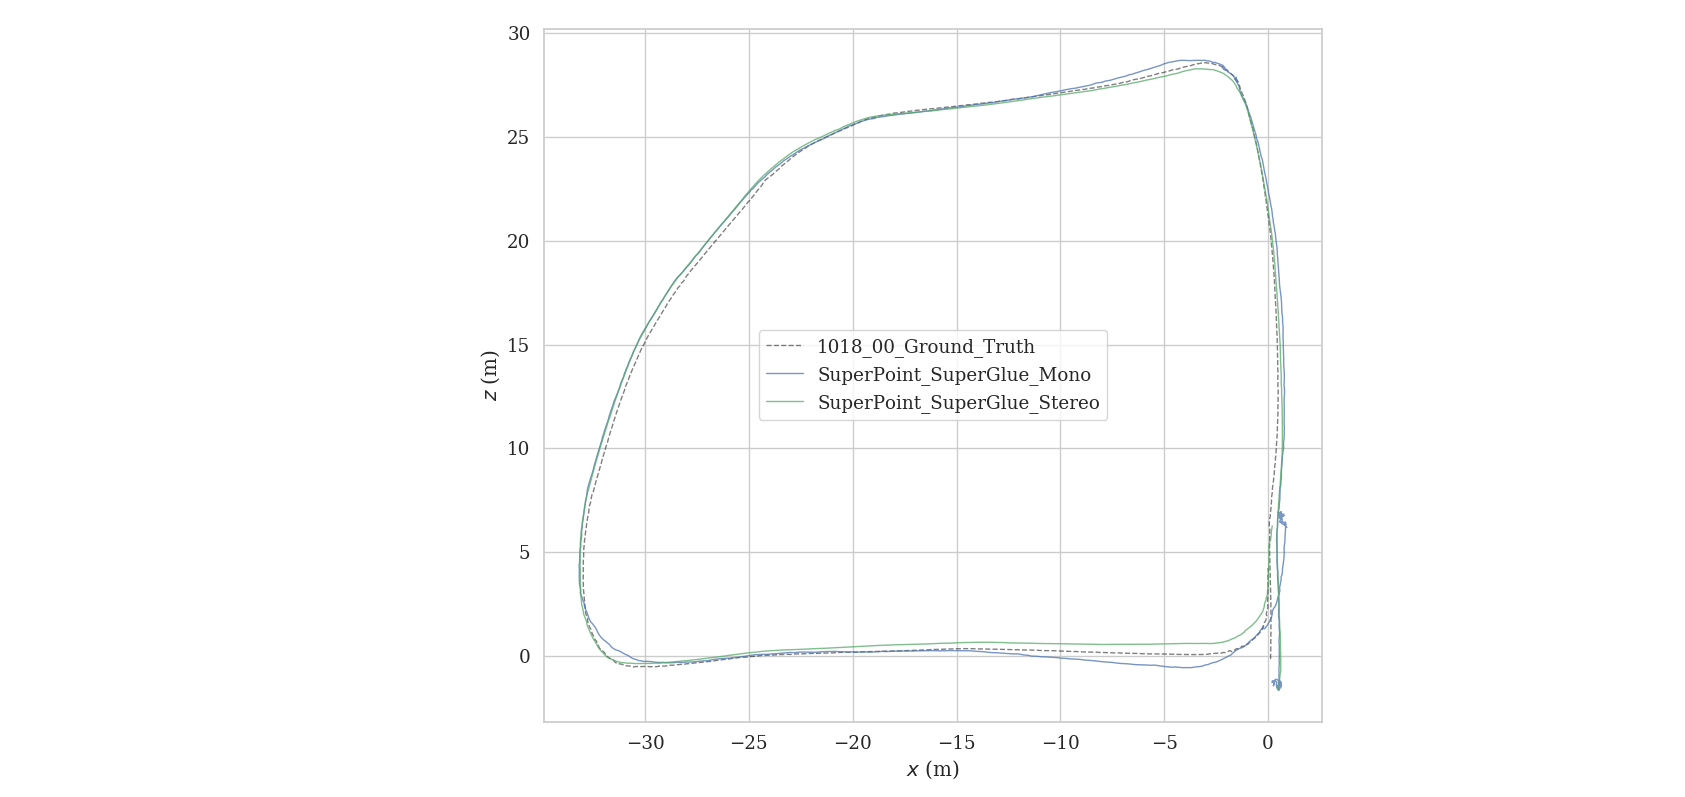 30
25
20
15
10
5
0
z (m)
1018_00_Ground_Truth
SuperPoint_SuperGlue_Mono
SuperPoint_SuperGlue_Stereo
−30 −25 −20 −15 −10 −5 0
x (m)